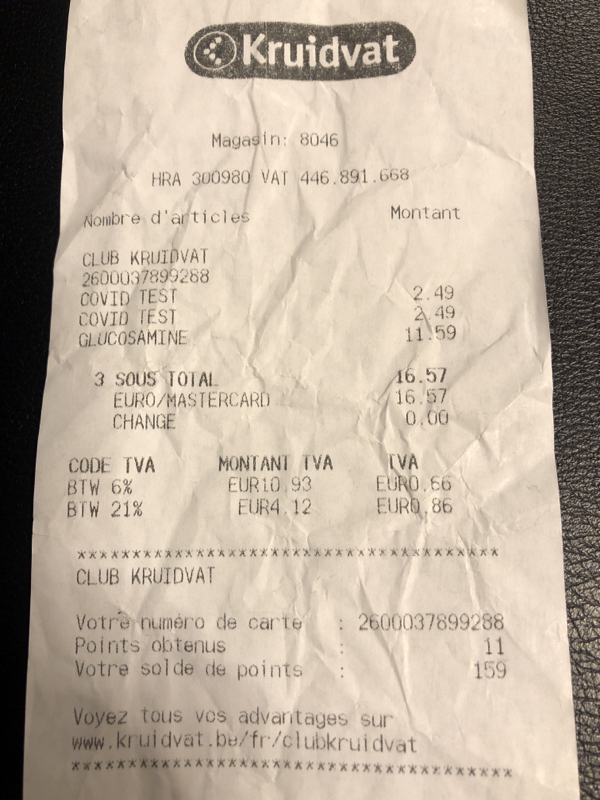 Kruidvat
Magasin: 8046
HRA 300980 VAT 446.891.668
Nombre d'articles Montant
CLUB KRUIDVAT
2600037899288
COVID TEST 2.49
COVID TEST 2.49
GLUCOSAMINE 11.59
3 SOUS TOTAL 16.57
EURO/MASTERCARD 16.57
CHANGE 0.00
CODE TVA MONTANT TVA TVA
BTW 6% EUR10.93 EUR0.66
BTW 21% EUR4.12 EUR0.86
*******************************************
CLUB KRUIDVAT
Votre numéro de carte : 2600037899288
Points obtenus : 11
Votre solde de points : 159
Voyez tous vos advantages sur
www.kruidvat.be/fr/clubkruidvat
*******************************************